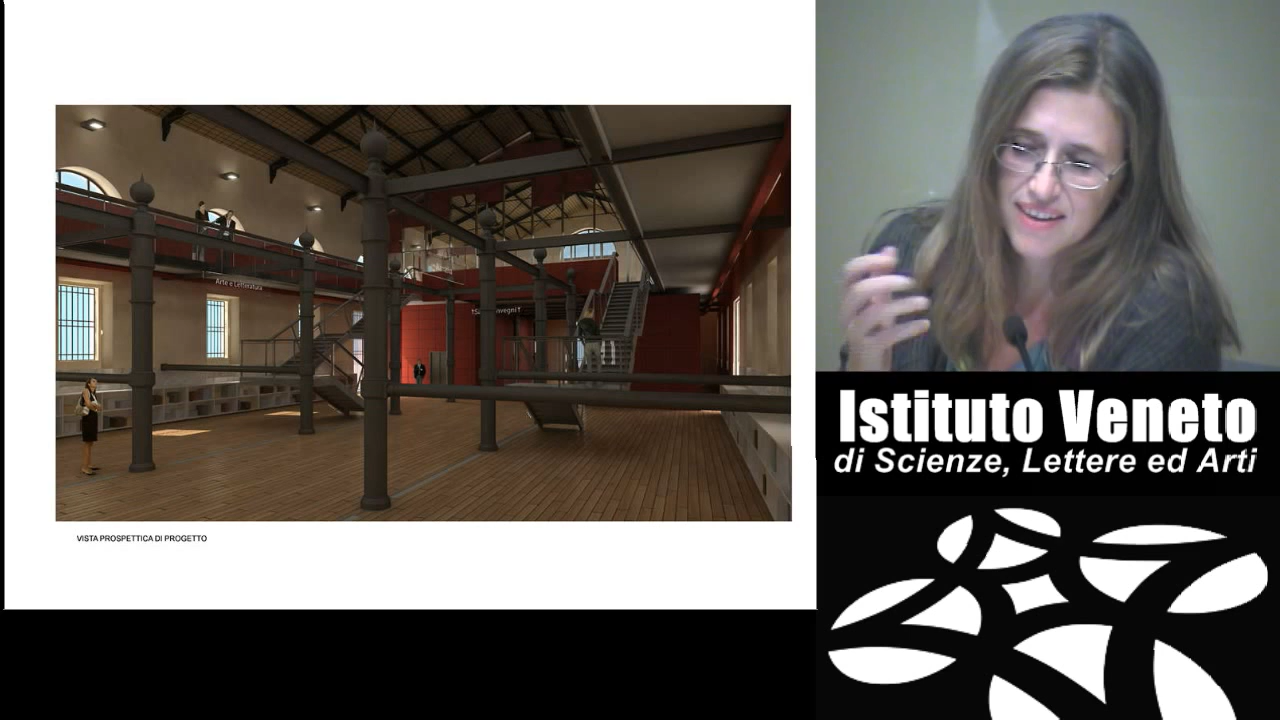 Arte e Letteratura
VISTA PROSPETTICA DI PROGETTO
Istituto Veneto
di Scienze, Lettere ed Arti